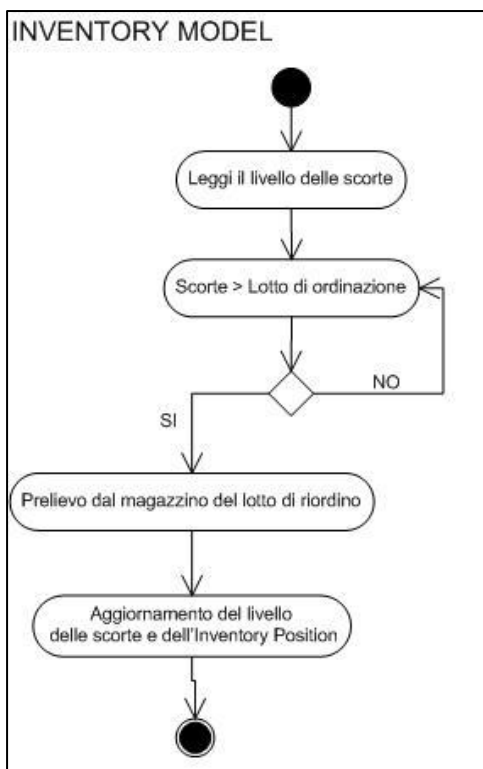 INVENTORY MODEL
Leggi il livello delle scorte
Scorte > Lotto di ordinazione
NO
SI
Prelievo dal magazzino del lotto di riordino
Aggiornamento del livello
delle scorte e dell'Inventory Position